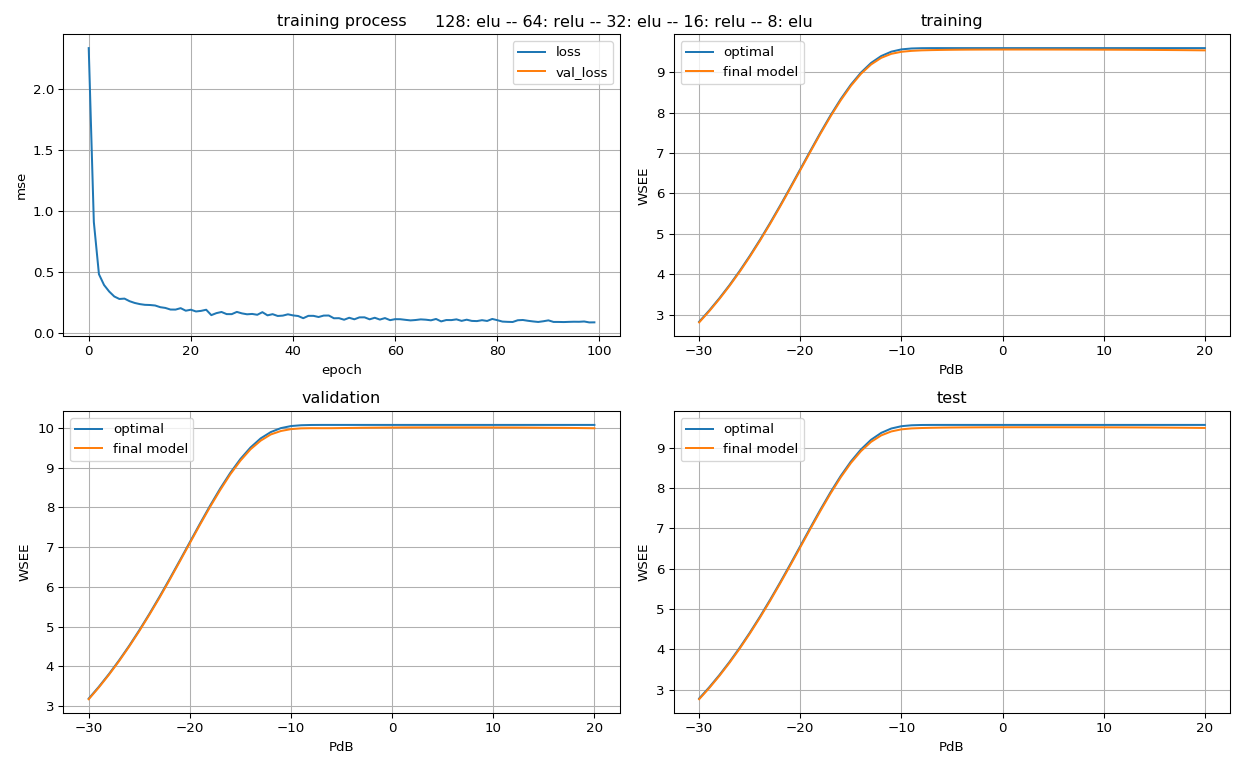 128: elu -- 64: relu -- 32: elu -- 16: relu -- 8: elu
training process
loss
val_loss
mse
2.0
1.5
1.0
0.5
0.0
0 20 40 60 80 100
epoch
training
optimal
final model
WSEE
9
8
7
6
5
4
3
−30 −20 −10 0 10 20
PdB
validation
optimal
final model
WSEE
10
9
8
7
6
5
4
3
−30 −20 −10 0 10 20
PdB
test
optimal
final model
WSEE
9
8
7
6
5
4
3
−30 −20 −10 0 10 20
PdB